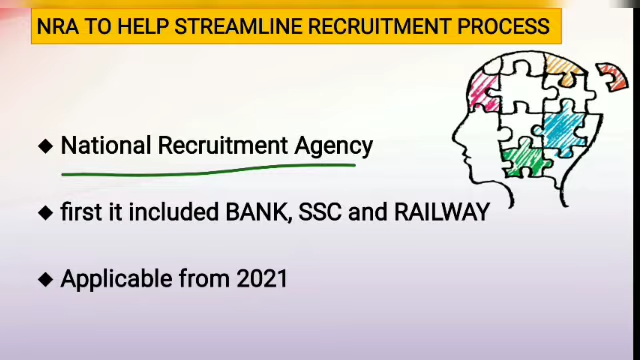 NRA TO HELP STREAMLINE RECRUITMENT PROCESS
National Recruitment Agency
first it included BANK, SSC and RAILWAY
Applicable from 2021